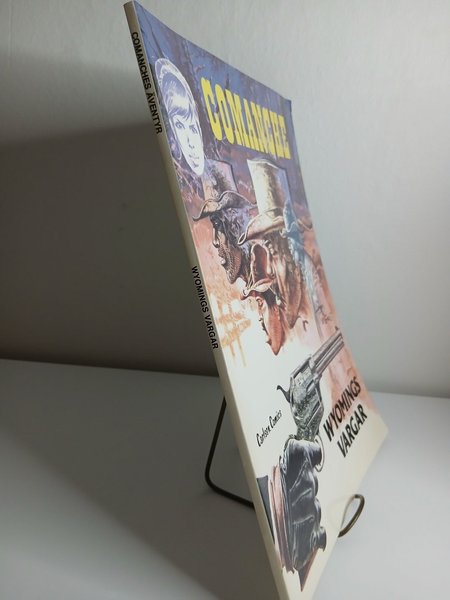 COMANCHES ÄVENTYR
WYOMINGS VARGAR
COMANCHE
Carlsen Comics
WYOMINGS
VARGAR